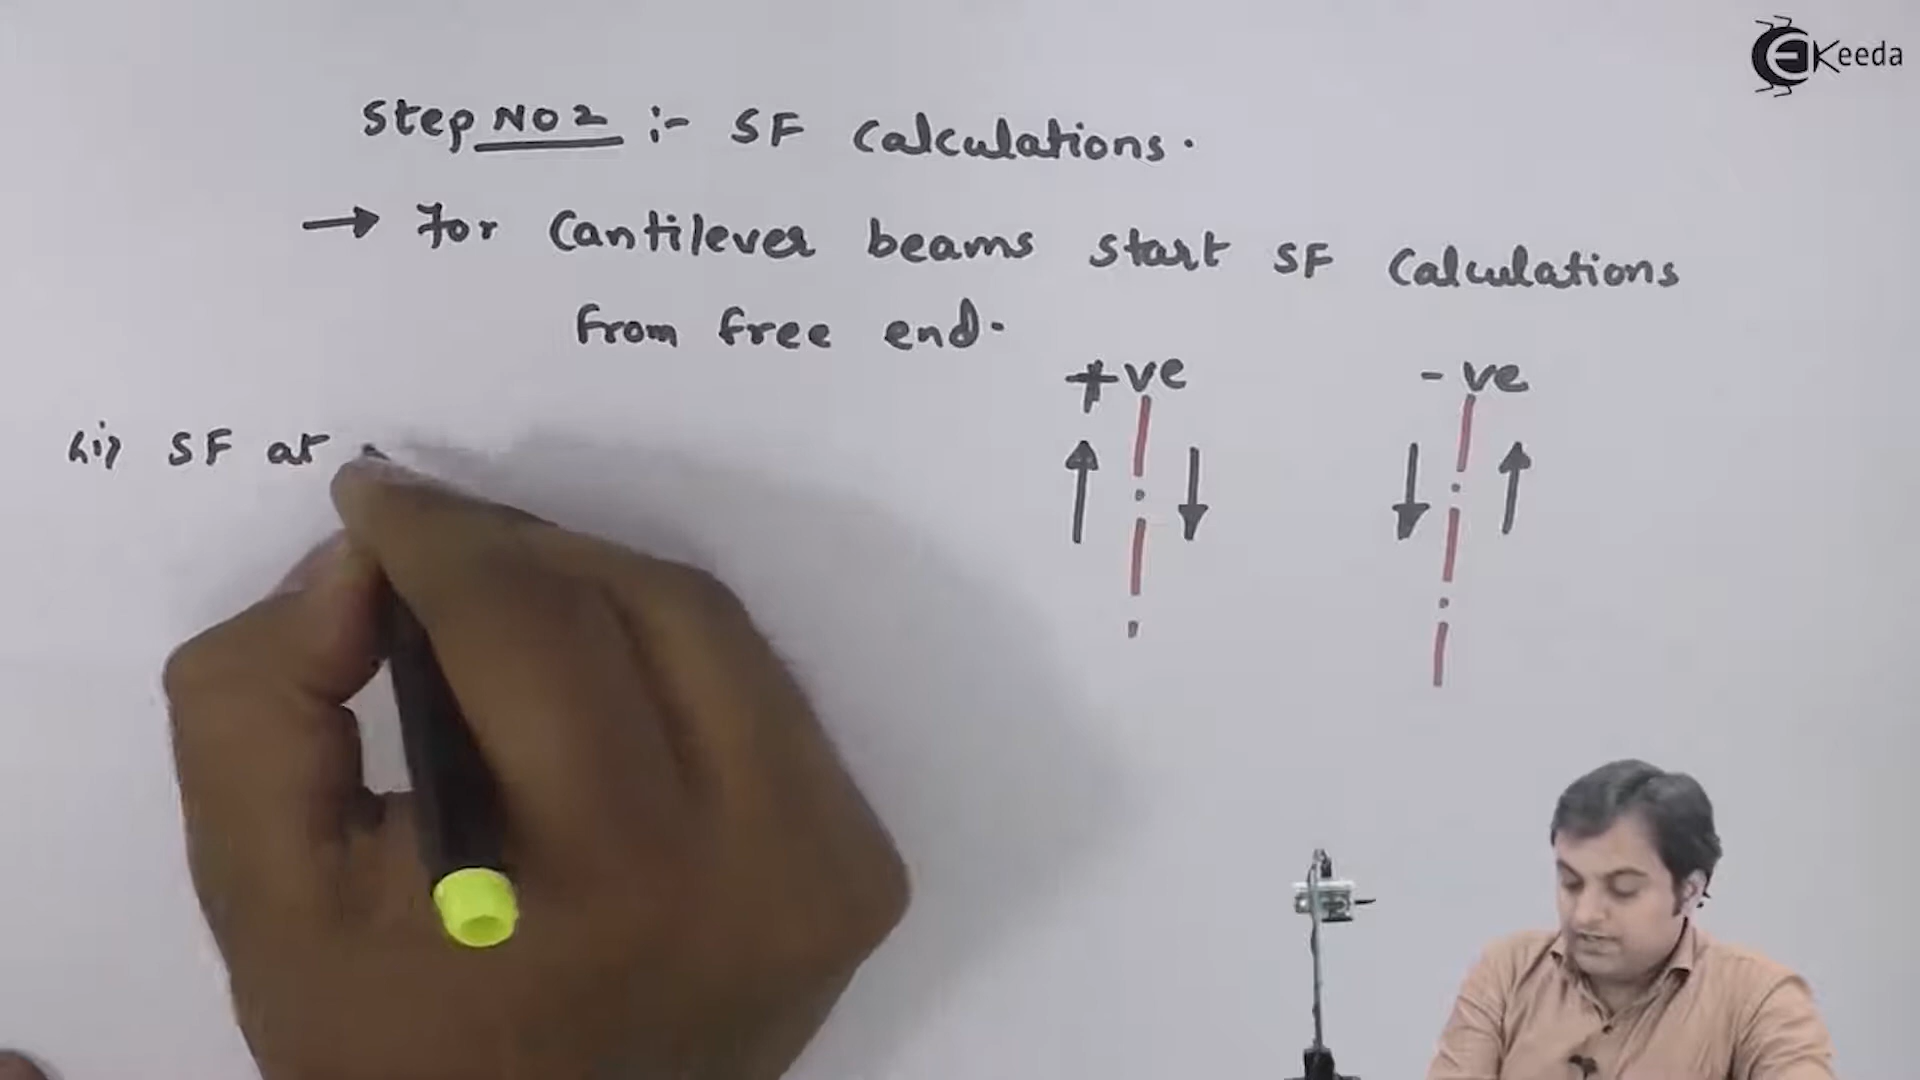 EKeeda
Step NO 2 :- SF Calculations.
→ For Cantilever beams start SF Calculations
from free end.
+ve - ve
(i) SF at